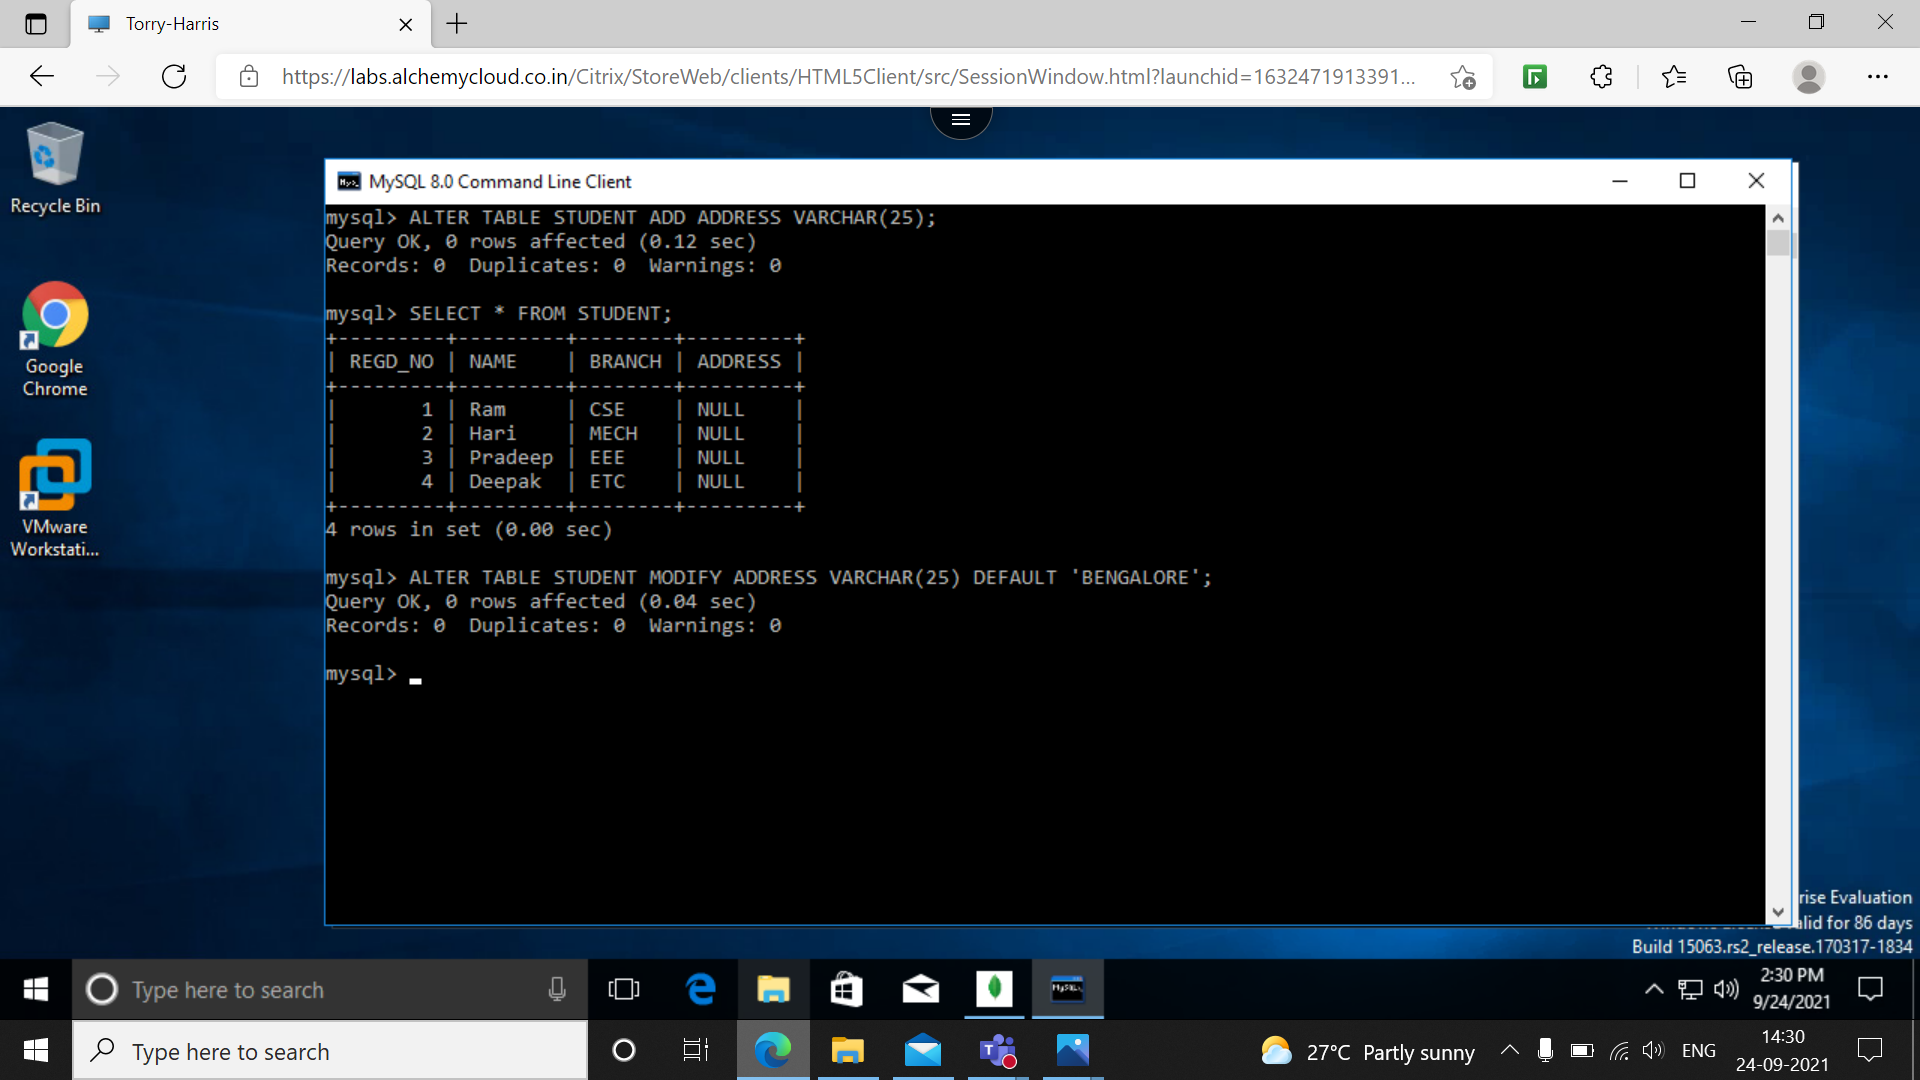 Torry-Harris
https://labs.alchemycloud.co.in/Citrix/StoreWeb/clients/HTML5Client/src/SessionWindow.html?launchid=1632471913391...
Recycle Bin
Google
Chrome
VMware
Workstati...
MySQL 8.0 Command Line Client
mysql> ALTER TABLE STUDENT ADD ADDRESS VARCHAR(25);
Query OK, 0 rows affected (0.12 sec)
Records: 0  Duplicates: 0  Warnings: 0
mysql> SELECT * FROM STUDENT;
+---------+---------+--------+---------+
| REGD_NO | NAME    | BRANCH | ADDRESS |
+---------+---------+--------+---------+
|       1 | Ram     | CSE    | NULL    |
|       2 | Hari    | MECH   | NULL    |
|       3 | Pradeep | EEE    | NULL    |
|       4 | Deepak  | ETC    | NULL    |
+---------+---------+--------+---------+
4 rows in set (0.00 sec)
mysql> ALTER TABLE STUDENT MODIFY ADDRESS VARCHAR(25) DEFAULT 'BENGALORE';
Query OK, 0 rows affected (0.04 sec)
Records: 0  Duplicates: 0  Warnings: 0
mysql>
rise Evaluation
alid for 86 days
Build 15063.rs2_release.170317-1834
Type here to search
2:30 PM
9/24/2021
Type here to search
27°C Partly sunny
ENG
14:30
24-09-2021